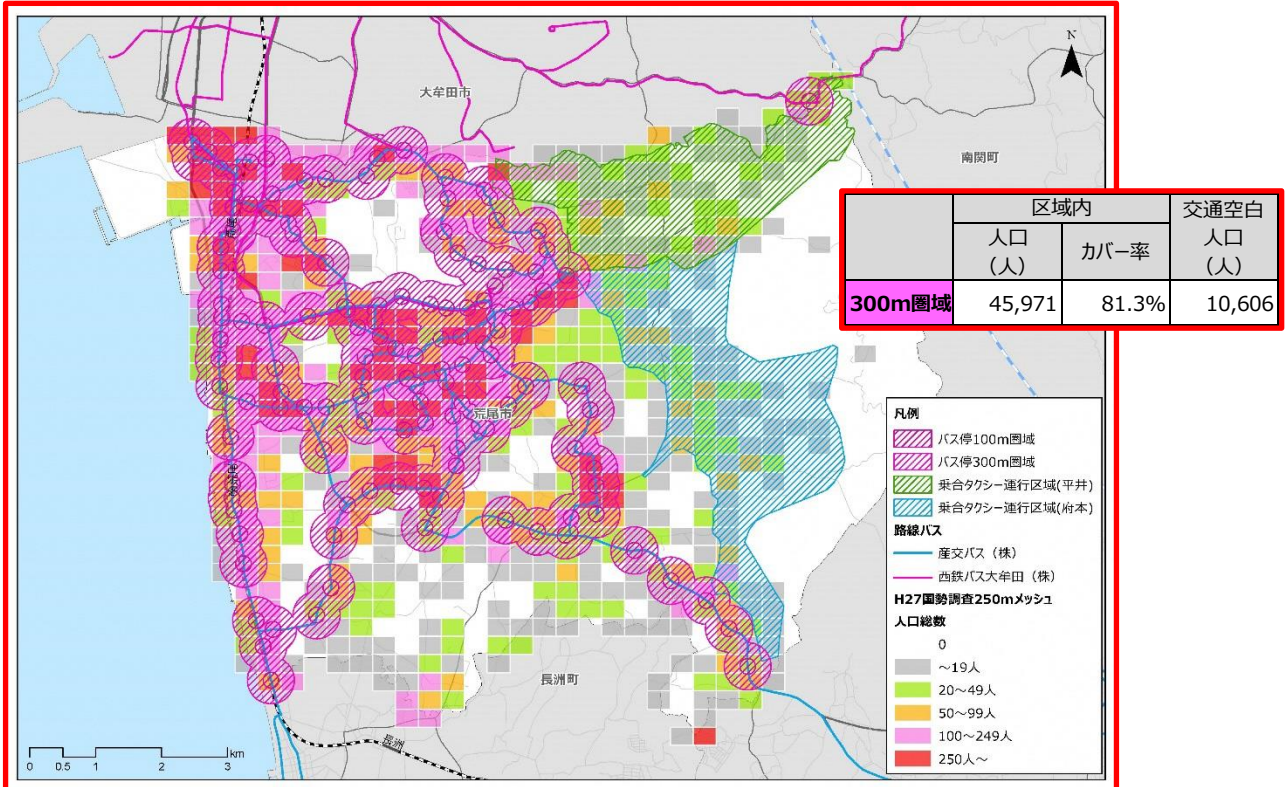 大牟田市
N
南関町
荒尾
荒尾市
南荒尾
長洲町
長洲
0 0.5 1 2 3
km
区域内 交通空白
人口
(人)
カバー率
人口
(人)
300m圏域 45,971 81.3% 10,606
凡例
バス停100m圏域
バス停300m圏域
乗合タクシー運行区域(平井)
乗合タクシー運行区域(府本)
路線バス
産交バス（株）
西鉄バス大牟田（株）
H27国勢調査250mメッシュ
人口総数
0
～19人
20～49人
50～99人
100～249人
250人～